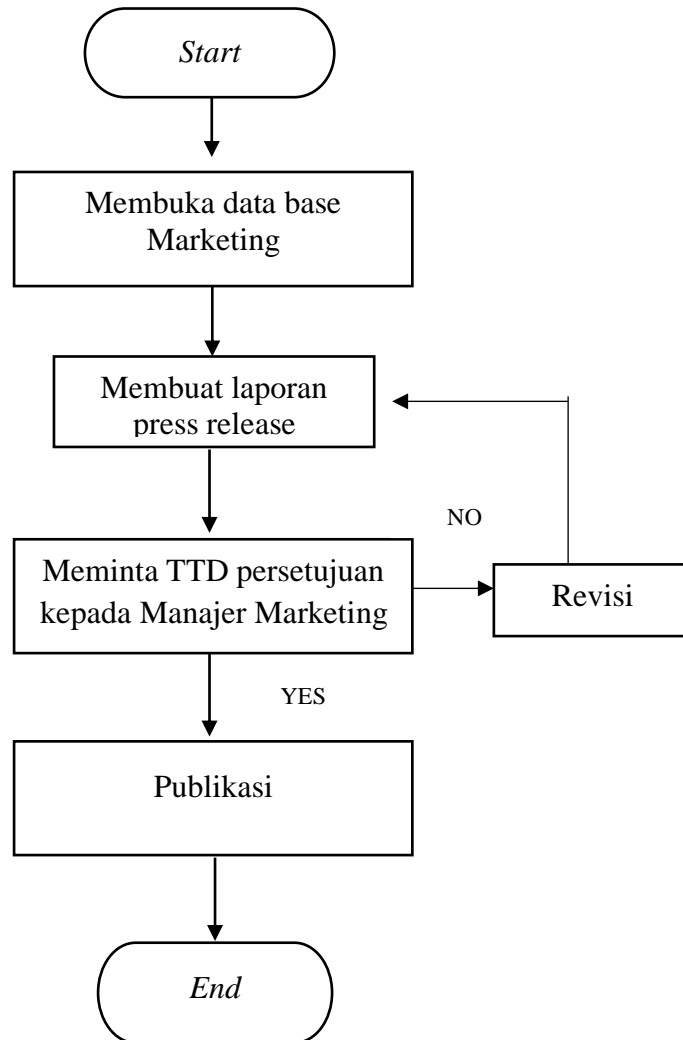 Start
Membuka data base
Marketing
Membuat laporan
press release
NO
Meminta TTD persetujuan
kepada Manajer Marketing
Revisi
YES
Publikasi
End